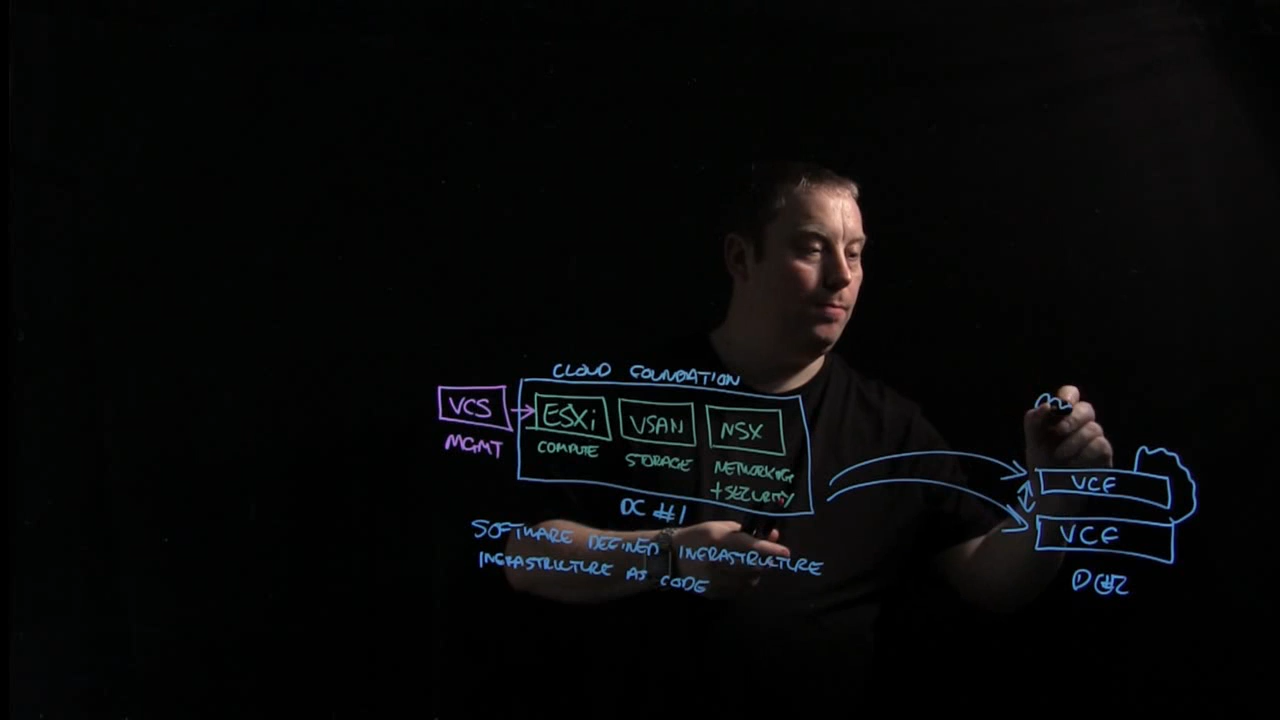 CLOUD FOUNDATION
VCS
MGMT
ESXi
COMPUTE
VSAN
STORAGE
NSX
NETWORKING
+SECURITY
DC #1
SOFTWARE DEFINED INFRASTRUCTURE
INFRASTRUCTURE AS CODE
VCF
VCF
DC#2